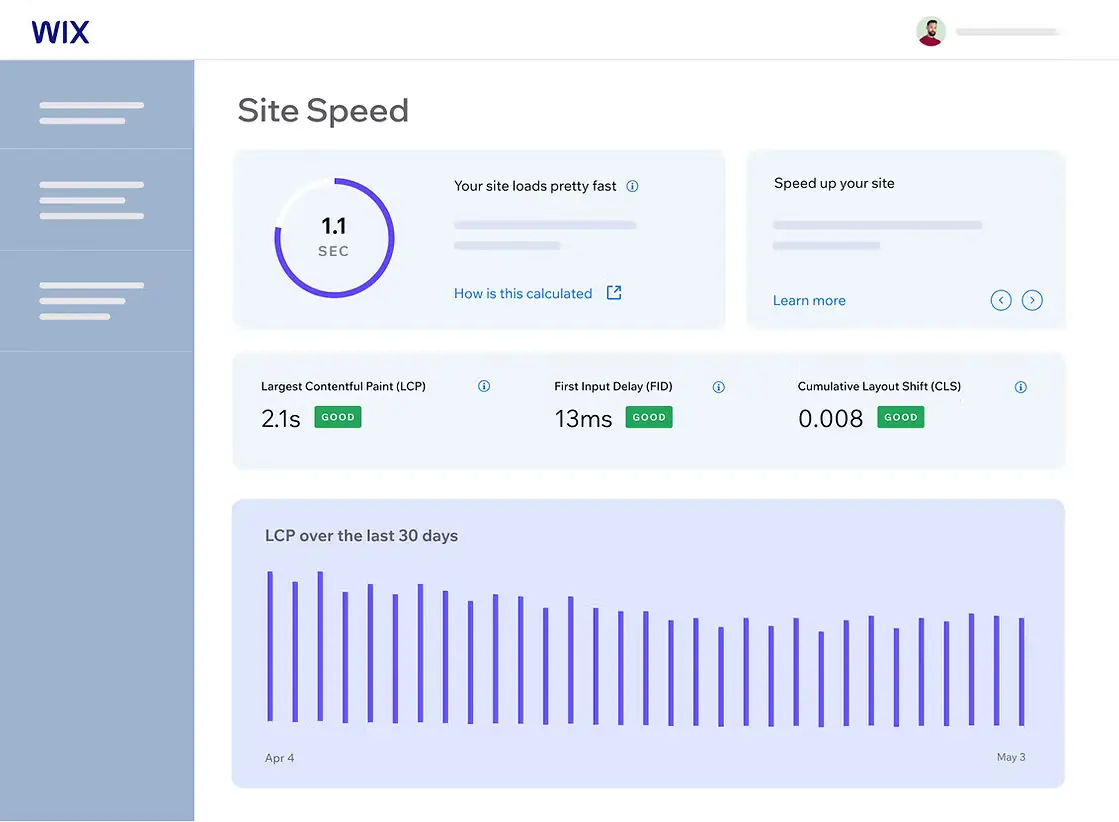 WIX
Site Speed
1.1
SEC
Your site loads pretty fast
How is this calculated
Speed up your site
Learn more
Largest Contentful Paint (LCP)
2.1s GOOD
First Input Delay (FID)
13ms GOOD
Cumulative Layout Shift (CLS)
0.008 GOOD
LCP over the last 30 days
Apr 4
May 3